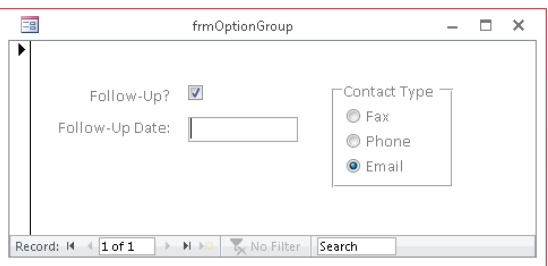 frmOptionGroup
Follow-Up?
Follow-Up Date:
Contact Type
Fax
Phone
Email
Record: 1 of 1 No Filter Search